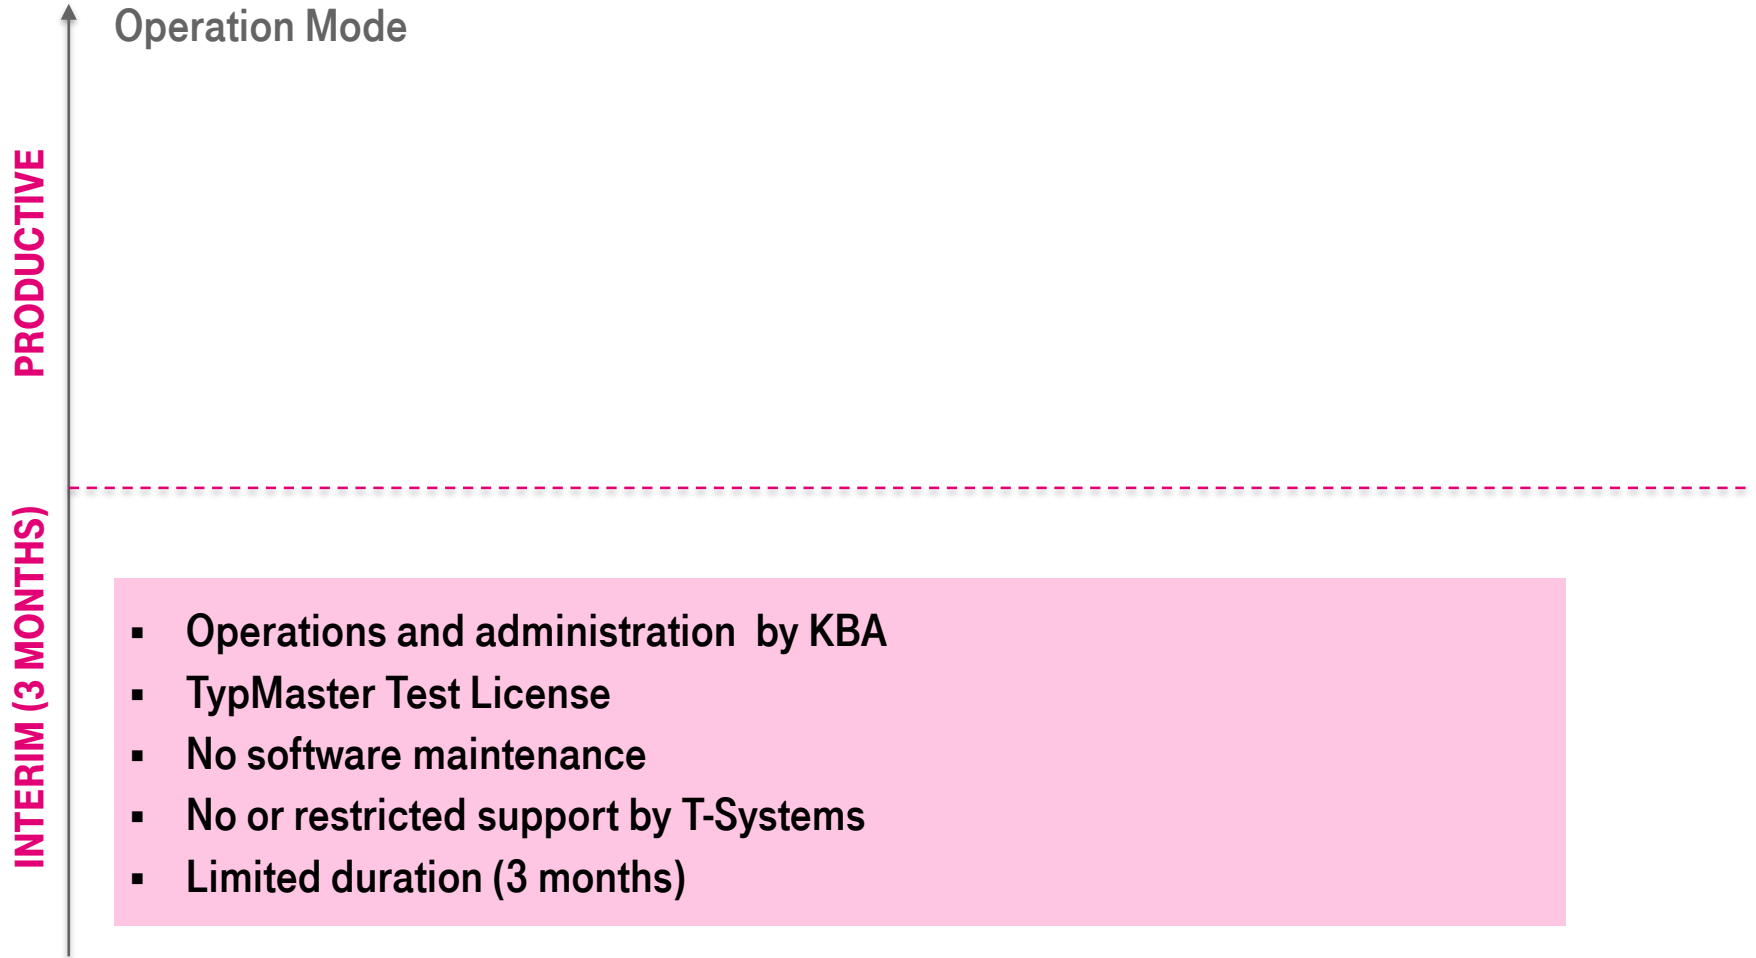 Operation Mode
PRODUCTIVE
INTERIM (3 MONTHS)
▪ Operations and administration  by KBA
▪ TypMaster Test License
▪ No software maintenance
▪ No or restricted support by T-Systems
▪ Limited duration (3 months)